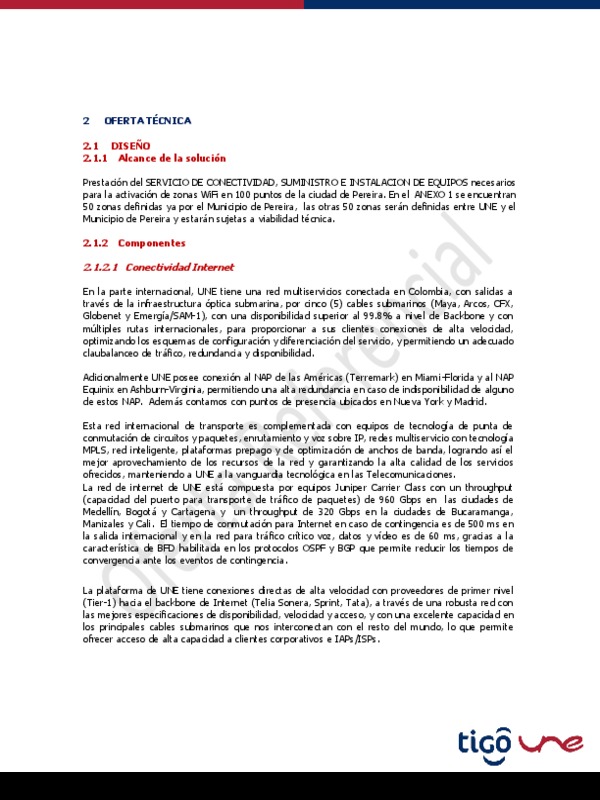 2 OFERTA TÉCNICA
2.1 DISEÑO
2.1.1 Alcance de la solución
Prestación del SERVICIO DE CONECTIVIDAD, SUMINISTRO E INSTALACION DE EQUIPOS necesarios
para la activación de zonas WiFi en 100 puntos de la ciudad de Pereira. En el ANEXO 1 se encuentran
50 zonas definidas ya por el Municipio de Pereira, las otras 50 zonas serán definidas entre UNE y el
Municipio de Pereira y estarán sujetas a viabilidad técnica.
2.1.2 Componentes
2.1.2.1 Conectividad Internet
En la parte internacional, UNE tiene una red multiservicios conectada en Colombia, con salidas a
través de la infraestructura óptica submarina, por cinco (5) cables submarinos (Maya, Arcos, CFX,
Globenet y Emergía/SAM-1), con una disponibilidad superior al 99.8% a nivel de Backbone y con
múltiples rutas internacionales, para proporcionar a sus clientes conexiones de alta velocidad,
optimizando los esquemas de configuración y diferenciación del servicio, y permitiendo un adecuado
claubalanceo de tráfico, redundancia y disponibilidad.
Adicionalmente UNE posee conexión al NAP de las Américas (Terremark) en Miami-Florida y al NAP
Equinix en Ashburn-Virginia, permitiendo una alta redundancia en caso de indisponibilidad de alguno
de estos NAP. Además contamos con puntos de presencia ubicados en Nueva York y Madrid.
Esta red internacional de transporte es complementada con equipos de tecnología de punta de
conmutación de circuitos y paquetes, enrutamiento y voz sobre IP, redes multiservicio con tecnología
MPLS, red inteligente, plataformas prepago y de optimización de anchos de banda, logrando así el
mejor aprovechamiento de los recursos de la red y garantizando la alta calidad de los servicios
ofrecidos, manteniendo a UNE a la vanguardia tecnológica en las Telecomunicaciones.
La red de internet de UNE está compuesta por equipos Juniper Carrier Class con un throughput
(capacidad del puerto para transporte de tráfico de paquetes) de 960 Gbps en las ciudades de
Medellín, Bogotá y Cartagena y un throughput de 320 Gbps en la ciudades de Bucaramanga,
Manizales y Cali. El tiempo de conmutación para Internet en caso de contingencia es de 500 ms en
la salida internacional y en la red para tráfico crítico voz, datos y vídeo es de 60 ms, gracias a la
característica de BFD habilitada en los protocolos OSPF y BGP que permite reducir los tiempos de
convergencia ante los eventos de contingencia.
La plataforma de UNE tiene conexiones directas de alta velocidad con proveedores de primer nivel
(Tier-1) hacia el backbone de Internet (Telia Sonera, Sprint, Tata), a través de una robusta red con
las mejores especificaciones de disponibilidad, velocidad y acceso, y con una excelente capacidad en
los principales cables submarinos que nos interconectan con el resto del mundo, lo que permite
ofrecer acceso de alta capacidad a clientes corporativos e IAPs/ISPs.
Oferta Referencial
tigo une